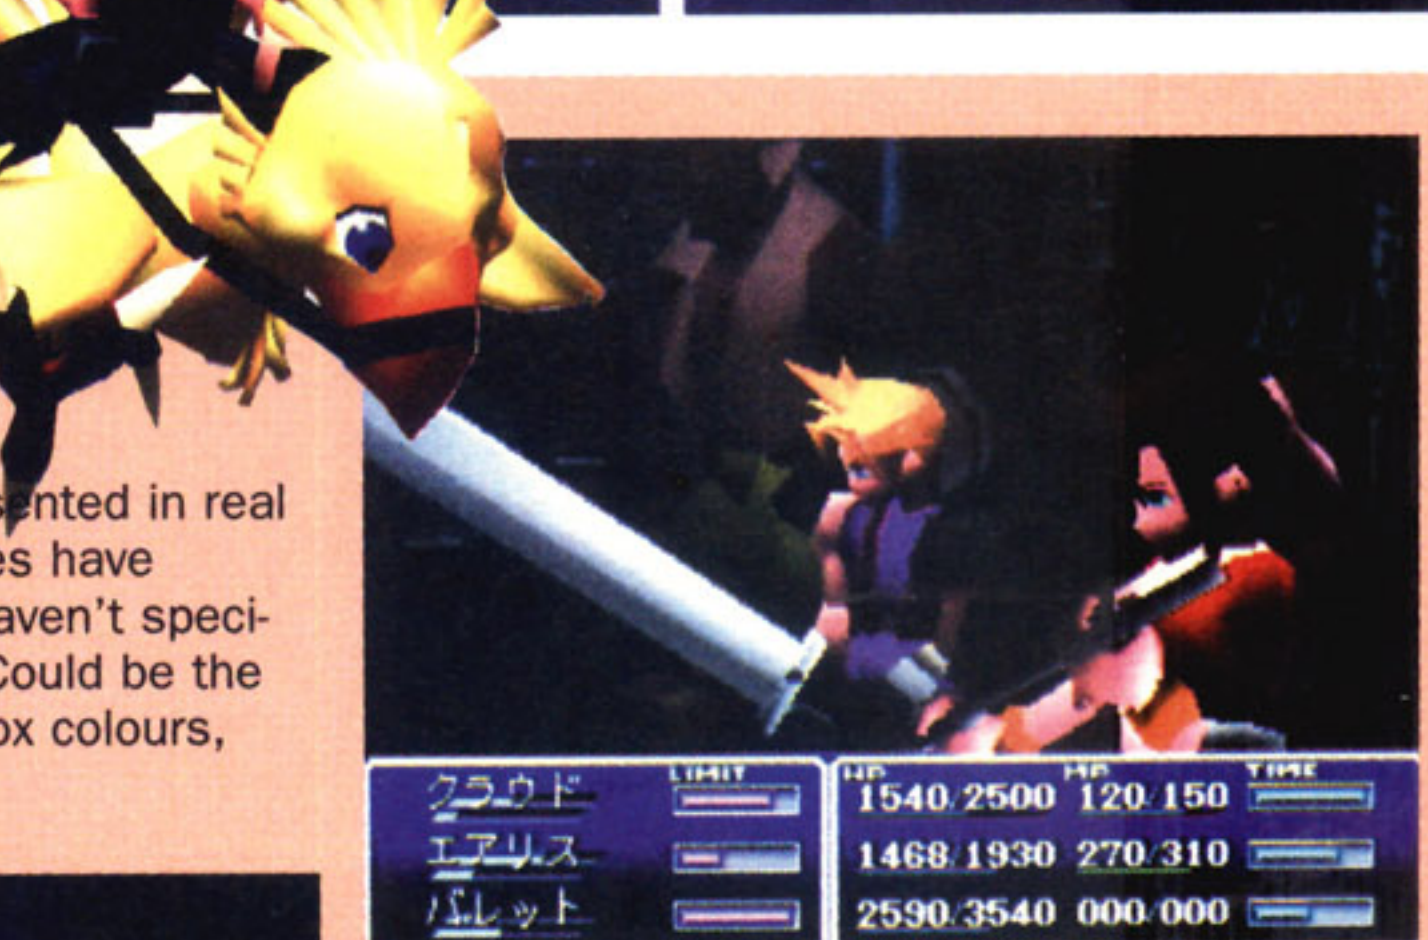 sented in real
es have
aven't speci-
Could be the
ox colours,
LIMIT HP MP TIME
クラウド 1540/2500 120/150
エアリス 1468/1930 270/310
バレット 2590/3540 000/000